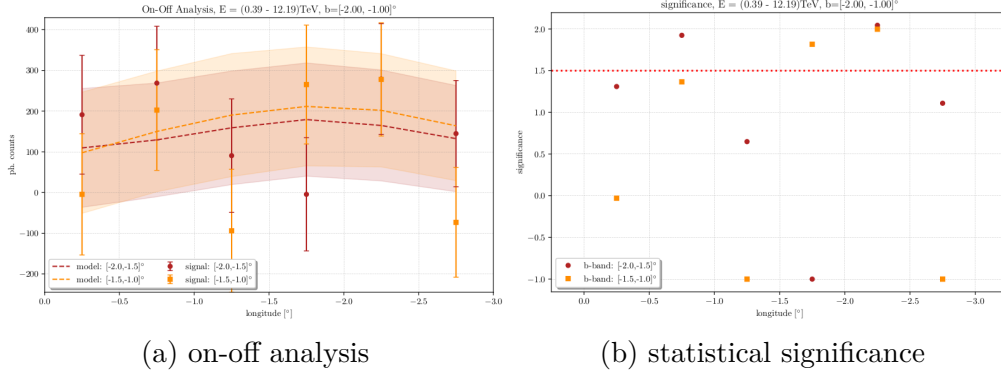 On-Off Analysis, E = (0.39 - 12.19)TeV, b=[-2.00, -1.00]°
400
300
200
100
0
−100
−200
ph. counts
model: [-2.0,-1.5]°
model: [-1.5,-1.0]°
signal: [-2.0,-1.5]°
signal: [-1.5,-1.0]°
0.0 −0.5 −1.0 −1.5 −2.0 −2.5 −3.0
longitude [°]
(a) on-off analysis
significance, E = (0.39 - 12.19)TeV, b=[-2.00, -1.00]°
2.0
1.5
1.0
0.5
0.0
−0.5
−1.0
significance
b-band: [-2.0,-1.5]°
b-band: [-1.5,-1.0]°
0.0 −0.5 −1.0 −1.5 −2.0 −2.5 −3.0
longitude [°]
(b) statistical significance